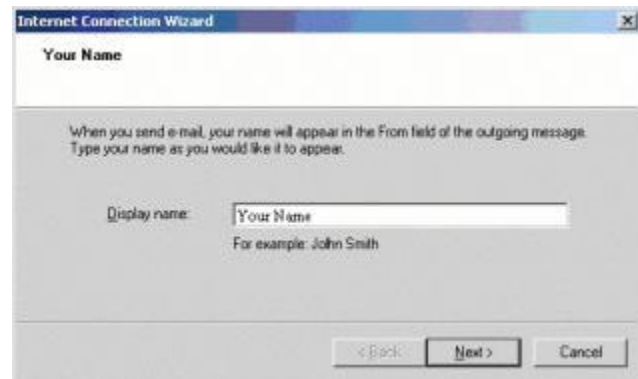 Internet Connection Wizard
Your Name
When you send e-mail, your name will appear in the From field of the outgoing message.
Type your name as you would like it to appear.
Display name: Your Name
For example: John Smith
< Back Next > Cancel